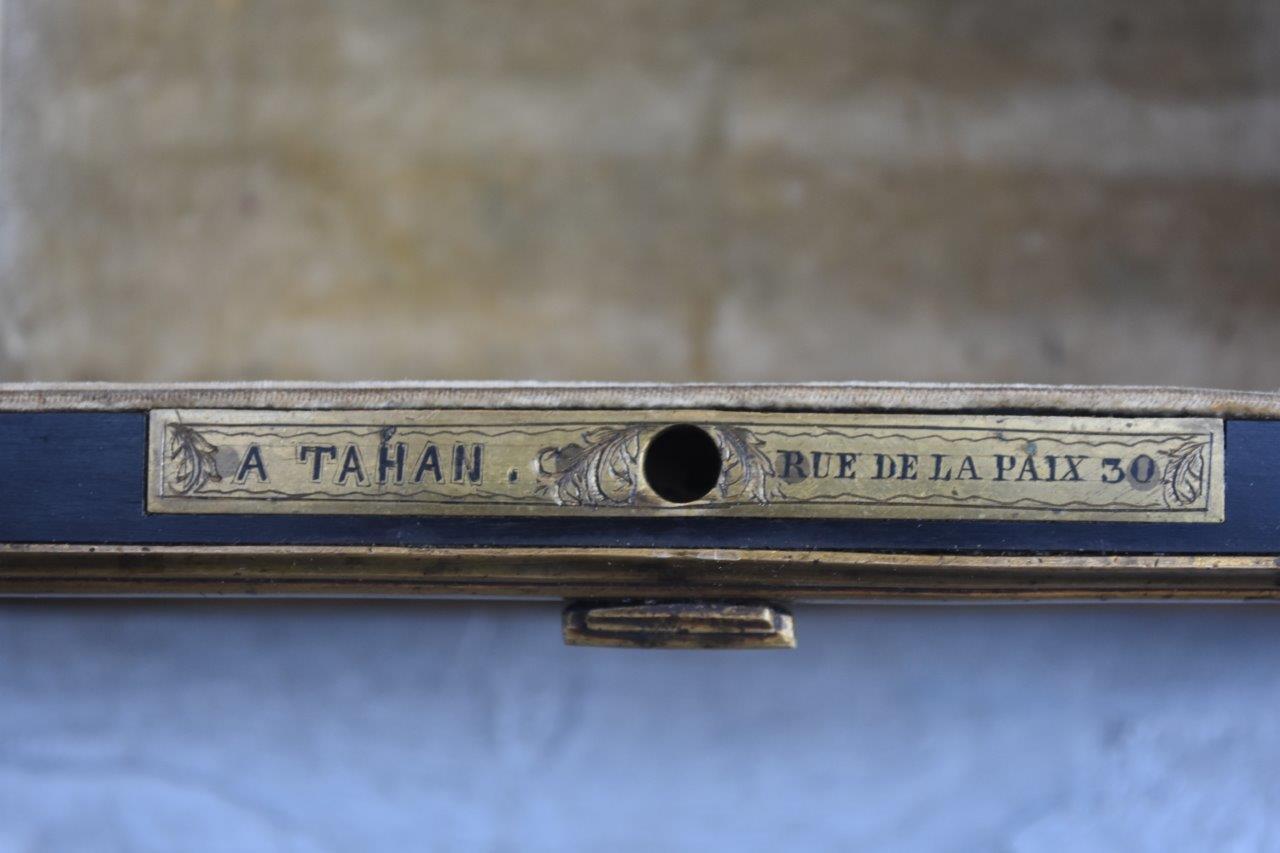 A TAHAN . RUE DE LA PAIX 30